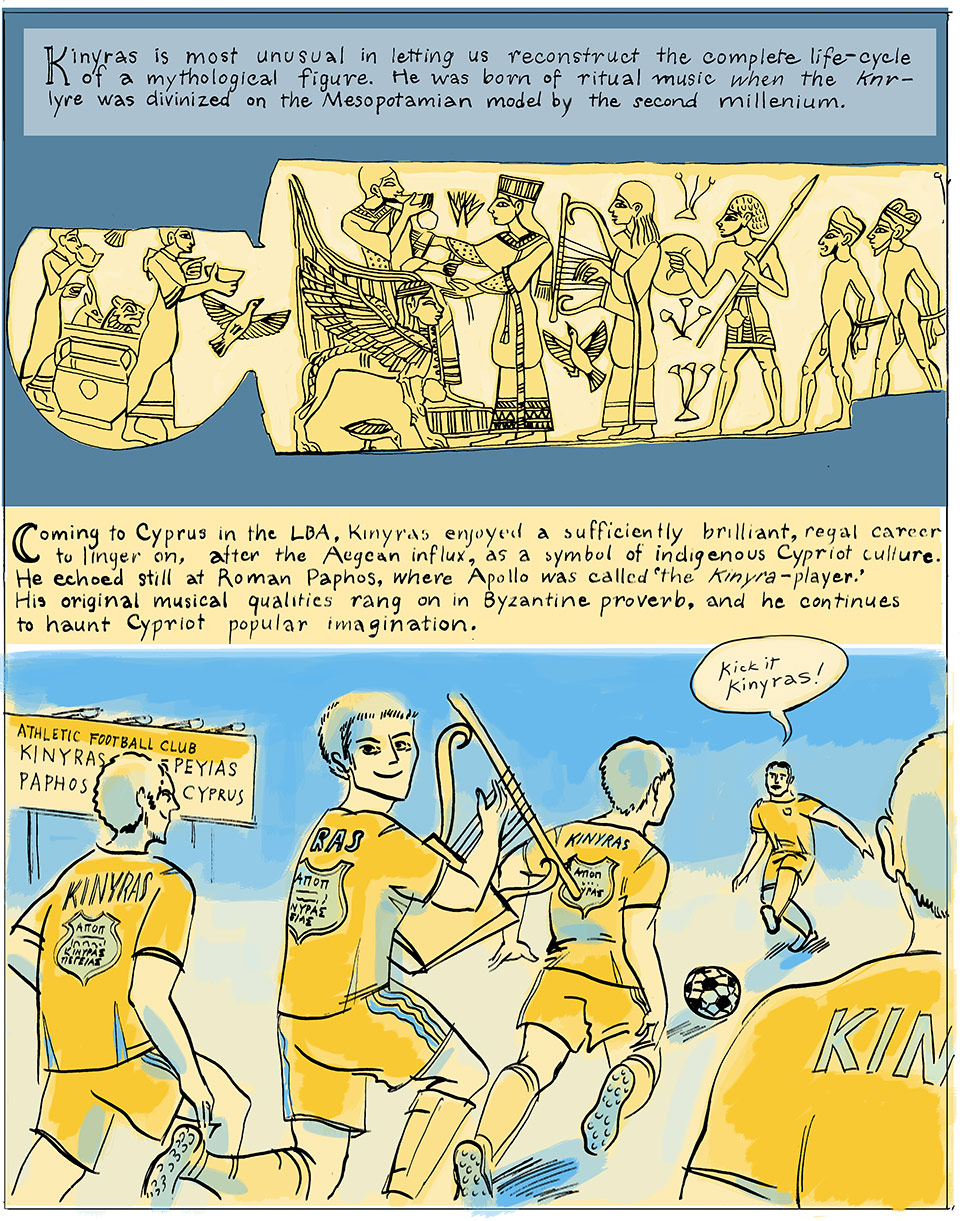 Kinyras is most unusual in letting us reconstruct the complete life-cycle
of a mythological figure. He was born of ritual music when the knr-
lyre was divinized on the Mesopotamian model by the second millenium.
Coming to Cyprus in the LBA, Kinyras enjoyed a sufficiently brilliant, regal career
to linger on, after the Aegean influx, as a symbol of indigenous Cypriot culture.
He echoed still at Roman Paphos, where Apollo was called 'the Kinyra-player.'
His original musical qualities rang on in Byzantine proverb, and he continues
to haunt Cypriot popular imagination.
Kick it
Kinyras!
ATHLETIC FOOTBALL CLUB
KINYRAS PEYIAS
PAPHOS CYPRUS
KINYRAS
ΑΠΟΠ
ΚΙΝΥΡΑΣ
ΠΕΓΕΙΑΣ
RAS
ΑΠΟΠ
ΝΥΡΑΣ
ΕΙΑΣ
KINYRAS
ΑΠΟΠ
ΥΡΑΣ
KIN